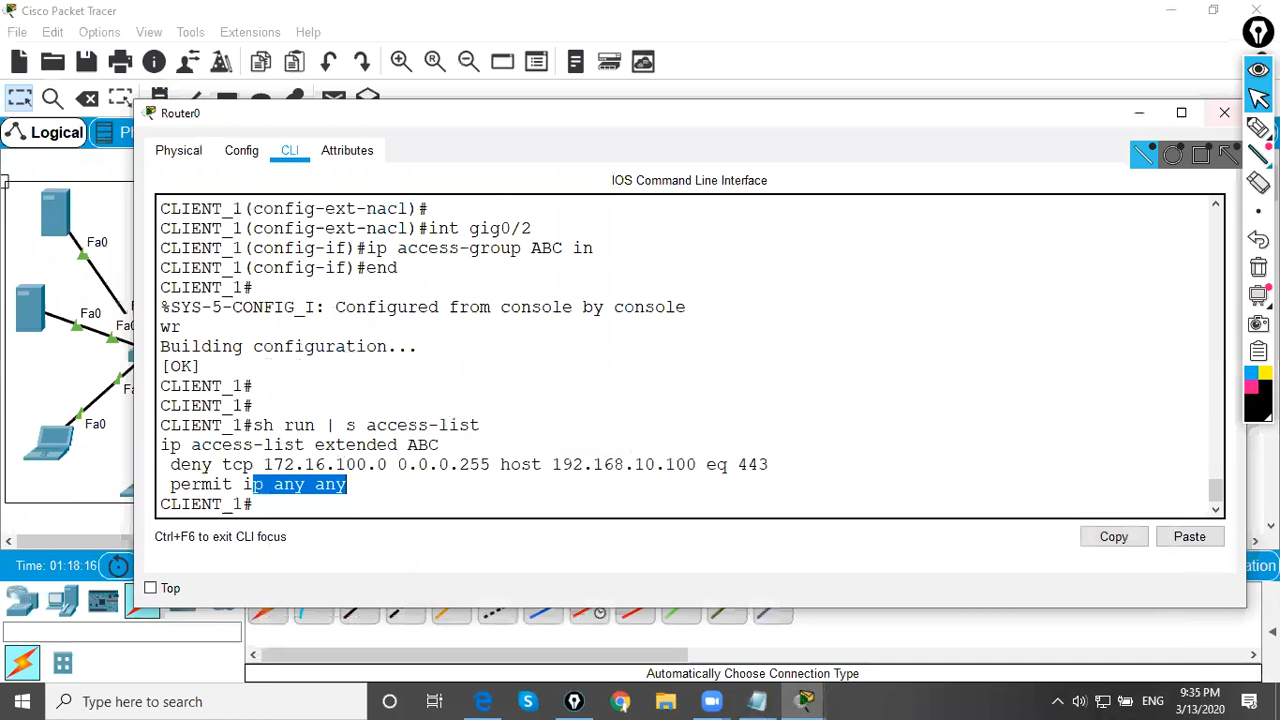 Cisco Packet Tracer
File Edit Options View Tools Extensions Help
Logical
Ph
Router0
Physical Config CLI Attributes
IOS Command Line Interface
CLIENT_1(config-ext-nacl)#
CLIENT_1(config-ext-nacl)#int gig0/2
CLIENT_1(config-if)#ip access-group ABC in
CLIENT_1(config-if)#end
CLIENT_1#
%SYS-5-CONFIG_I: Configured from console by console
wr
Building configuration...
[OK]
CLIENT_1#
CLIENT_1#
CLIENT_1#sh run | s access-list
ip access-list extended ABC
deny tcp 172.16.100.0 0.0.0.255 host 192.168.10.100 eq 443
permit ip any any
CLIENT_1#
Ctrl+F6 to exit CLI focus
Copy
Paste
Top
Fa0
Fa0
Fa0
Fa
Fa0
Time: 01:18:16
ation
Automatically Choose Connection Type
Type here to search
ENG
9:35 PM
3/13/2020